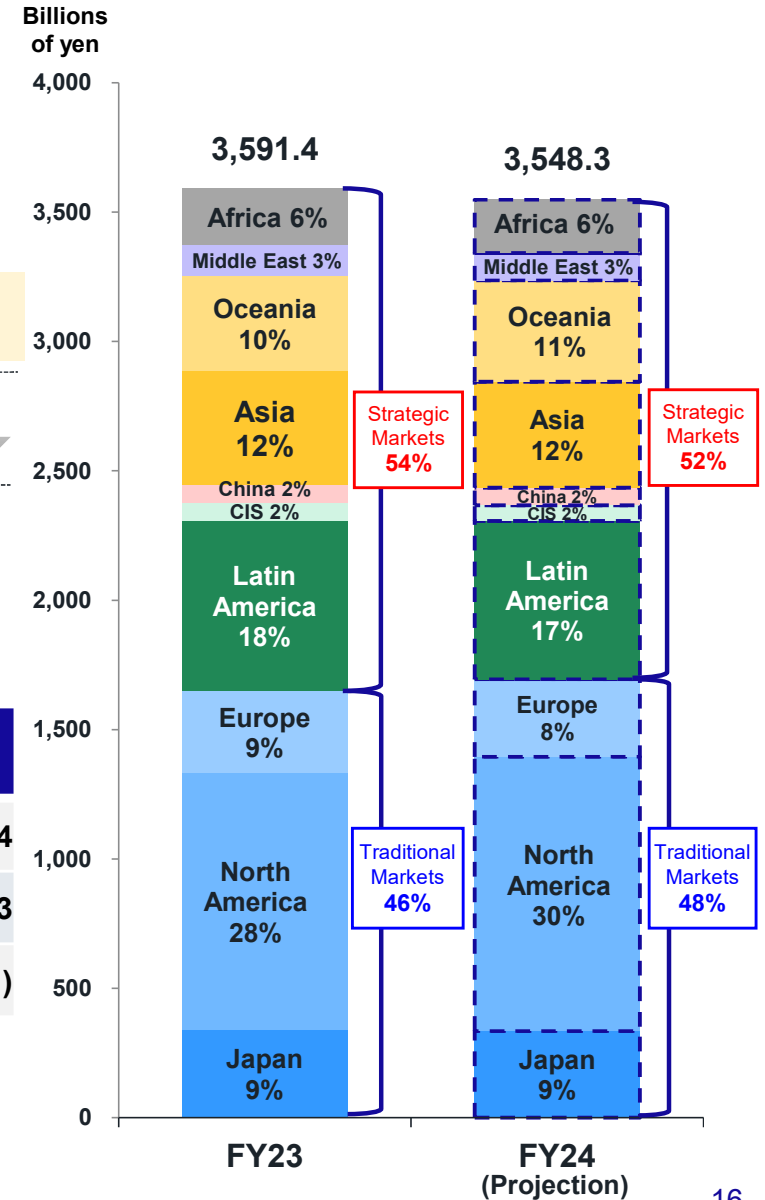 Billions
of yen
4,000
3,500
3,000
2,500
2,000
1,500
1,000
500
0
3,591.4
Africa 6%
Middle East 3%
Oceania
10%
Asia
12%
China 2%
CIS 2%
Latin
America
18%
Europe
9%
North
America
28%
Japan
9%
Strategic
Markets
54%
Traditional
Markets
46%
FY23
3,548.3
Africa 6%
Middle East 3%
Oceania
11%
Asia
12%
China 2%
CIS 2%
Latin
America
17%
Europe
8%
North
America
30%
Japan
9%
Strategic
Markets
52%
Traditional
Markets
48%
FY24
(Projection)
4
3
)